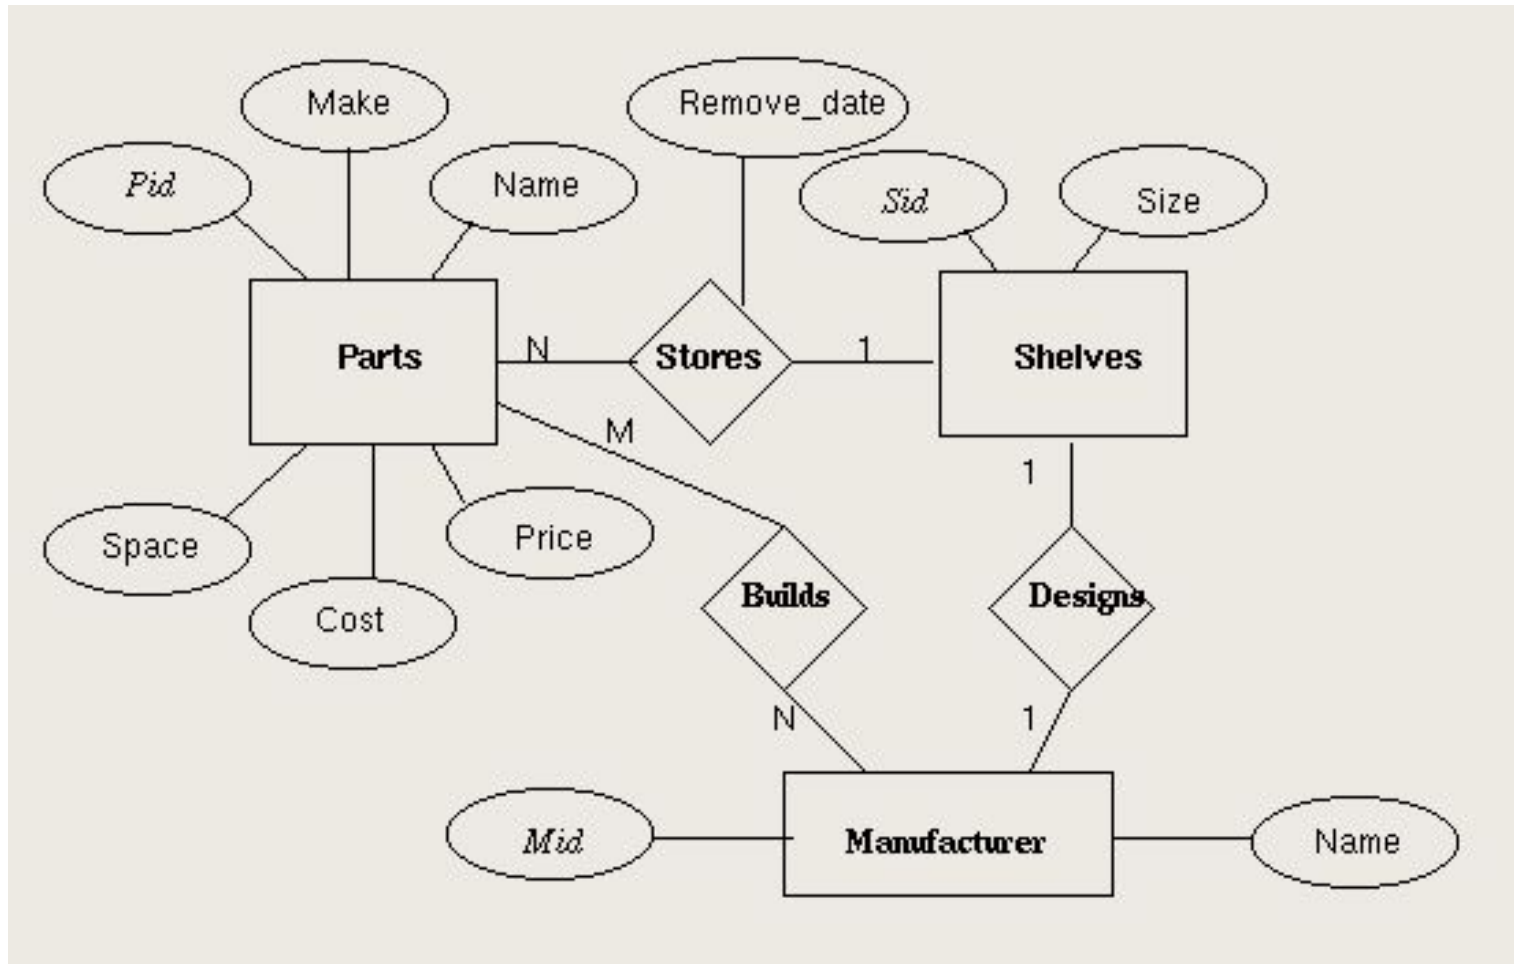 Make
Remove_date
Pid
Name
Sid
Size
Parts
N
Stores
1
Shelves
M
1
Space
Price
Cost
Builds
Designs
N
1
Mid
Manufacturer
Name